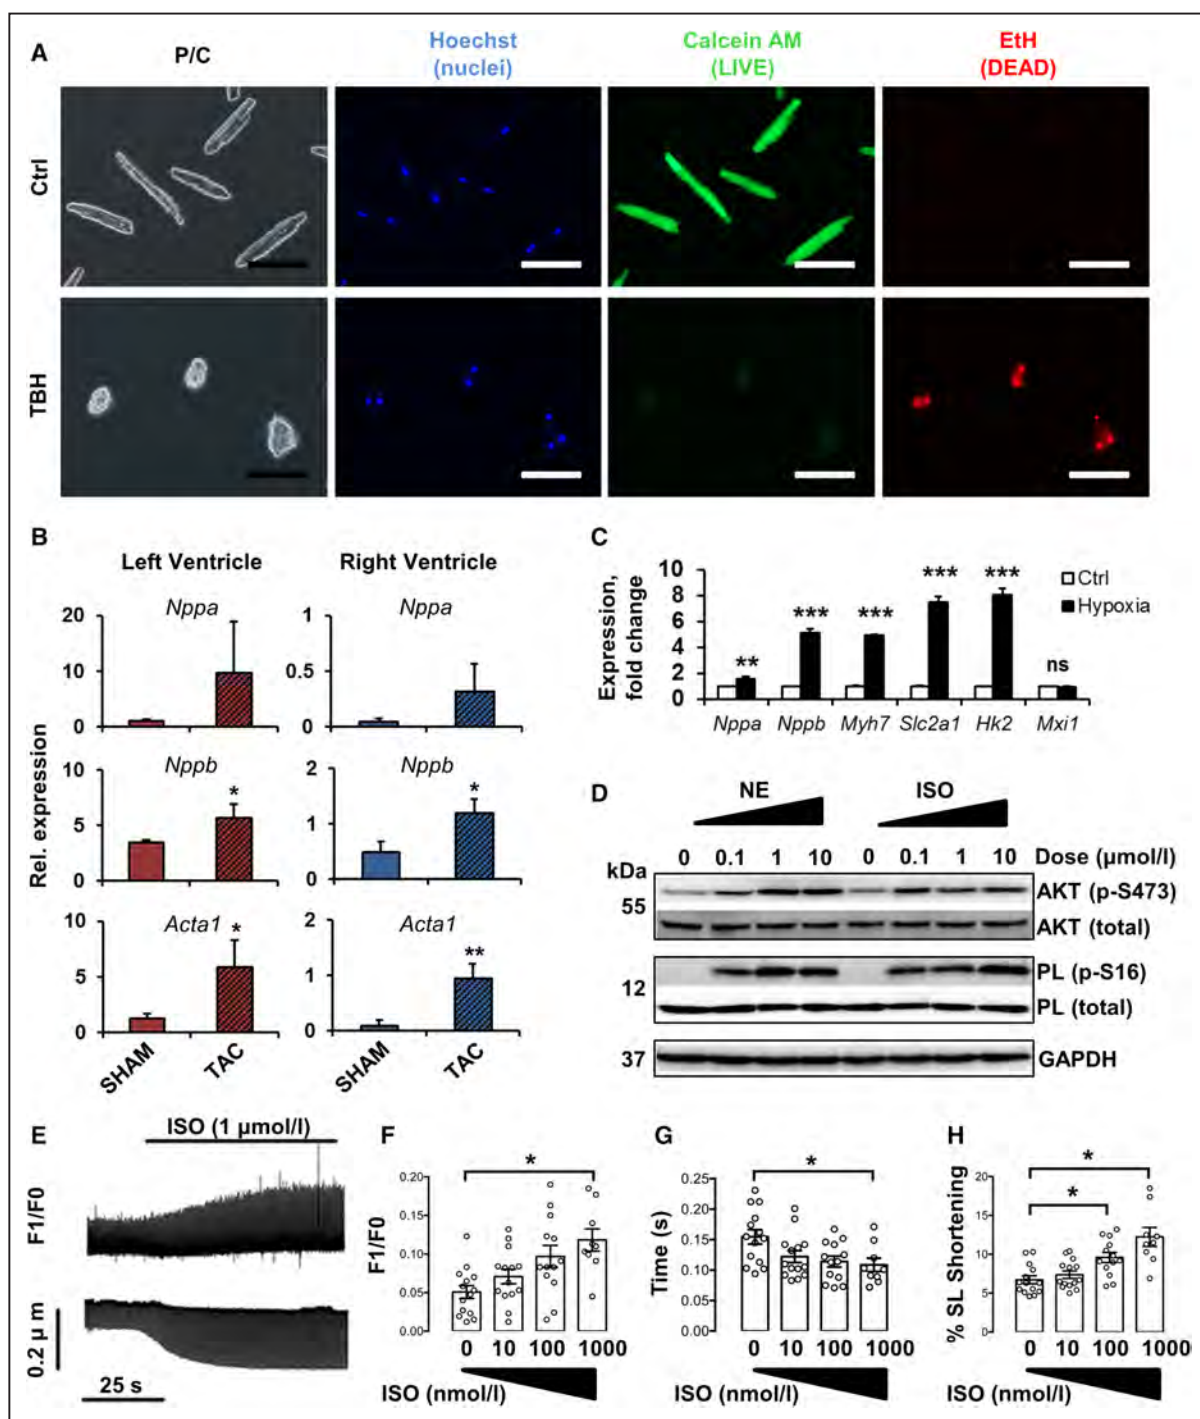 A
P/C
Hoechst
(nuclei)
Calcein AM
(LIVE)
EtH
(DEAD)
Ctrl
TBH
B
Left Ventricle
Right Ventricle
Rel. expression
Nppa
20
10
0
Nppa
1
0.5
0
Nppb
*
10
5
0
Nppb
*
2
1
0
Acta1
*
10
5
0
Acta1
**
2
1
0
SHAM
TAC
SHAM
TAC
C
Expression,
fold change
10
8
6
4
2
0
** *** *** *** *** ns
Ctrl
Hypoxia
Nppa Nppb Myh7 Slc2a1 Hk2 Mxi1
D
NE ISO
kDa
0 0.1 1 10 0 0.1 1 10 Dose (µmol/l)
55
AKT (p-S473)
AKT (total)
12
PL (p-S16)
PL (total)
37
GAPDH
E
ISO (1 µmol/l)
F1/F0
0.2 µ m
25 s
F
*
F1/F0
0.20
0.15
0.10
0.05
0.00
0 10 100 1000
ISO (nmol/l)
G
*
Time (s)
0.25
0.20
0.15
0.10
0.05
0.00
0 10 100 1000
ISO (nmol/l)
H
*
*
% SL Shortening
20
15
10
5
0
0 10 100 1000
ISO (nmol/l)